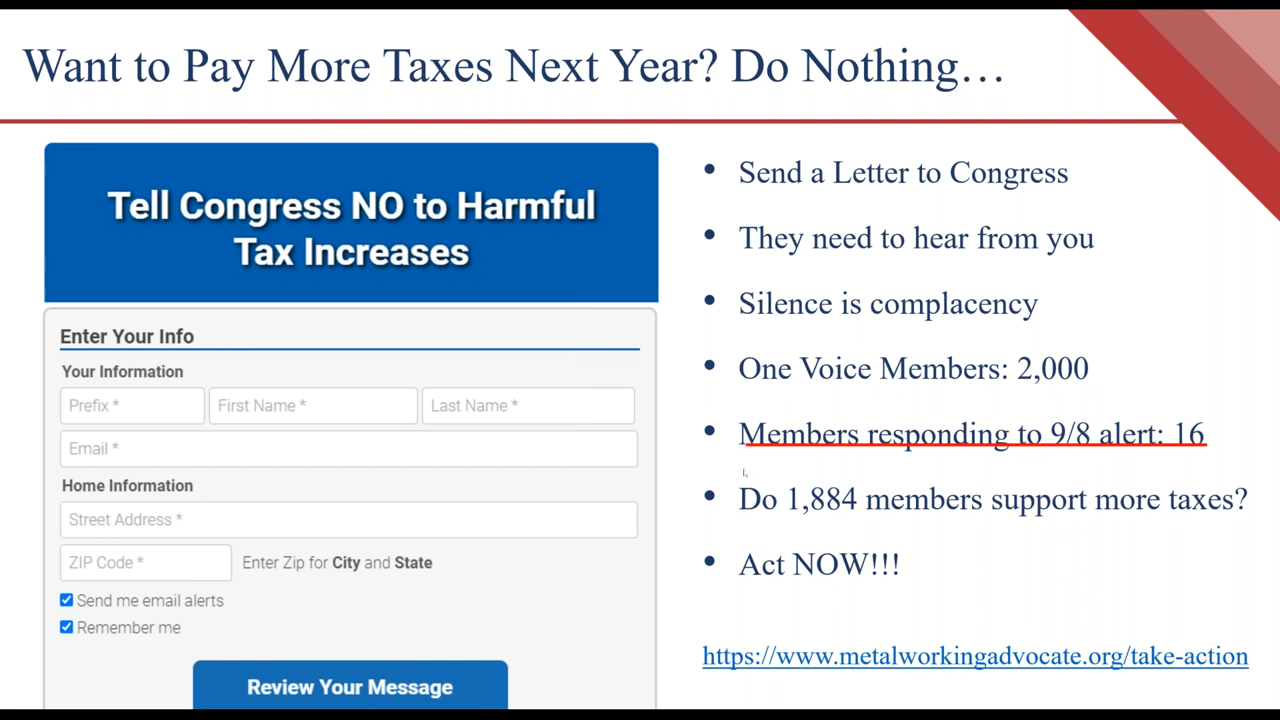 Want to Pay More Taxes Next Year? Do Nothing…
Tell Congress NO to Harmful
Tax Increases
Enter Your Info
Your Information
Prefix *
First Name *
Last Name *
Email *
Home Information
Street Address *
ZIP Code *
Enter Zip for City and State
Send me email alerts
Remember me
Review Your Message
• Send a Letter to Congress
• They need to hear from you
• Silence is complacency
• One Voice Members: 2,000
• Members responding to 9/8 alert: 16
• Do 1,884 members support more taxes?
• Act NOW!!!
https://www.metalworkingadvocate.org/take-action